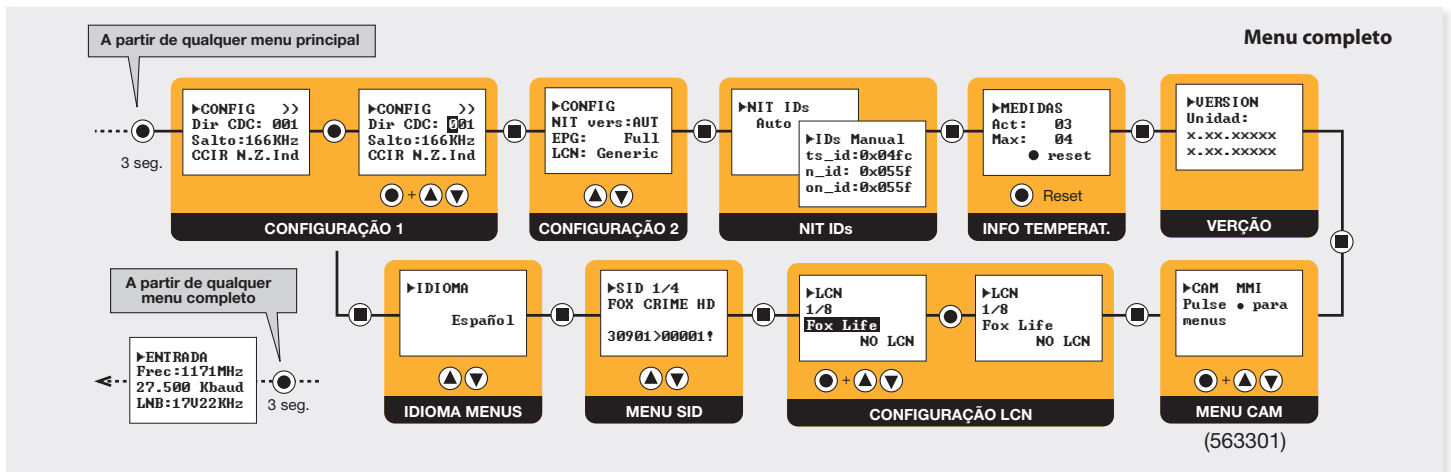 Menu completo
A partir de qualquer menu principal
3 seg.
▶CONFIG >>
Dir CDC: 001
Salto:166KHz
CCIR N.Z.Ind
▶CONFIG >>
Dir CDC: 001
Salto:166KHz
CCIR N.Z.Ind
+
CONFIGURAÇÃO 1
▶CONFIG
NIT vers:AUT
EPG: Full
LCN: Generic
CONFIGURAÇÃO 2
▶NIT IDs
Auto
▶IDs Manual
ts_id:0x04fc
n_id: 0x055f
on_id:0x055f
NIT IDs
▶MEDIDAS
Act: 03
Max: 04
● reset
Reset
INFO TEMPERAT.
▶VERSION
Unidad:
x.xx.xxxxx
x.xx.xxxxx
VERÇÃO
A partir de qualquer
menu completo
▶ENTRADA
Frec:1171MHz
27.500 Kbaud
LNB:17V22KHz
3 seg.
▶IDIOMA
Español
IDIOMA MENUS
▶SID 1/4
FOX CRIME HD
30901>00001!
MENU SID
▶LCN
1/8
Fox Life
NO LCN
▶LCN
1/8
Fox Life
NO LCN
+
CONFIGURAÇÃO LCN
▶CAM MMI
Pulse ● para
menus
+
MENU CAM
(563301)